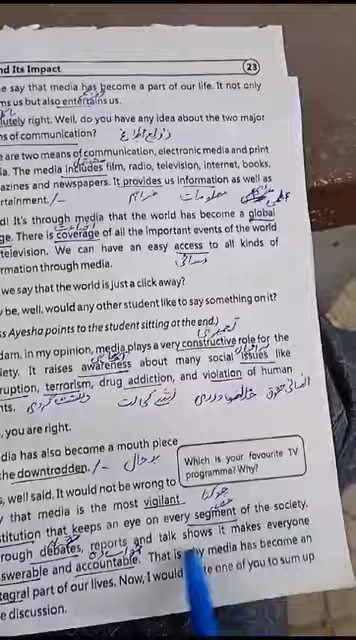 nd Its Impact 23
e say that media has become a part of our life. It not only
ms us but also entertains us.
lutely right. Well, do you have any idea about the two major
ns of communication? ذرائع ابلاغ
e are two means of communication, electronic media and print
ia. The media includes film, radio, television, internet, books,
azines and newspapers. It provides us information as well as
rtainment. فراہم معلومات
d! It's through media that the world has become a global
ge. There is coverage of all the important events of the world
television. We can have an easy access to all kinds of
rmation through media. رسائی
we say that the world is just a click away?
y be, well, would any other student like to say something on it?
s Ayesha points to the student sitting at the end.)
تعمیری
dam, in my opinion, media plays a very constructive role for the
iety. It raises awareness about many social issues like
ruption, terrorism, drug addiction, and violation of human
nts.
, you are right.
dia has also become a mouth piece
the downtrodden.
Which is your favourite TV
programme? Why?
, well said. It would not be wrong to
y that media is the most vigilant
stitution that keeps an eye on every segment of the society.
rough debates, reports and talk shows it makes everyone
swerable and accountable. That is media has become an
tegral part of our lives. Now, I would one of you to sum up
e discussion.